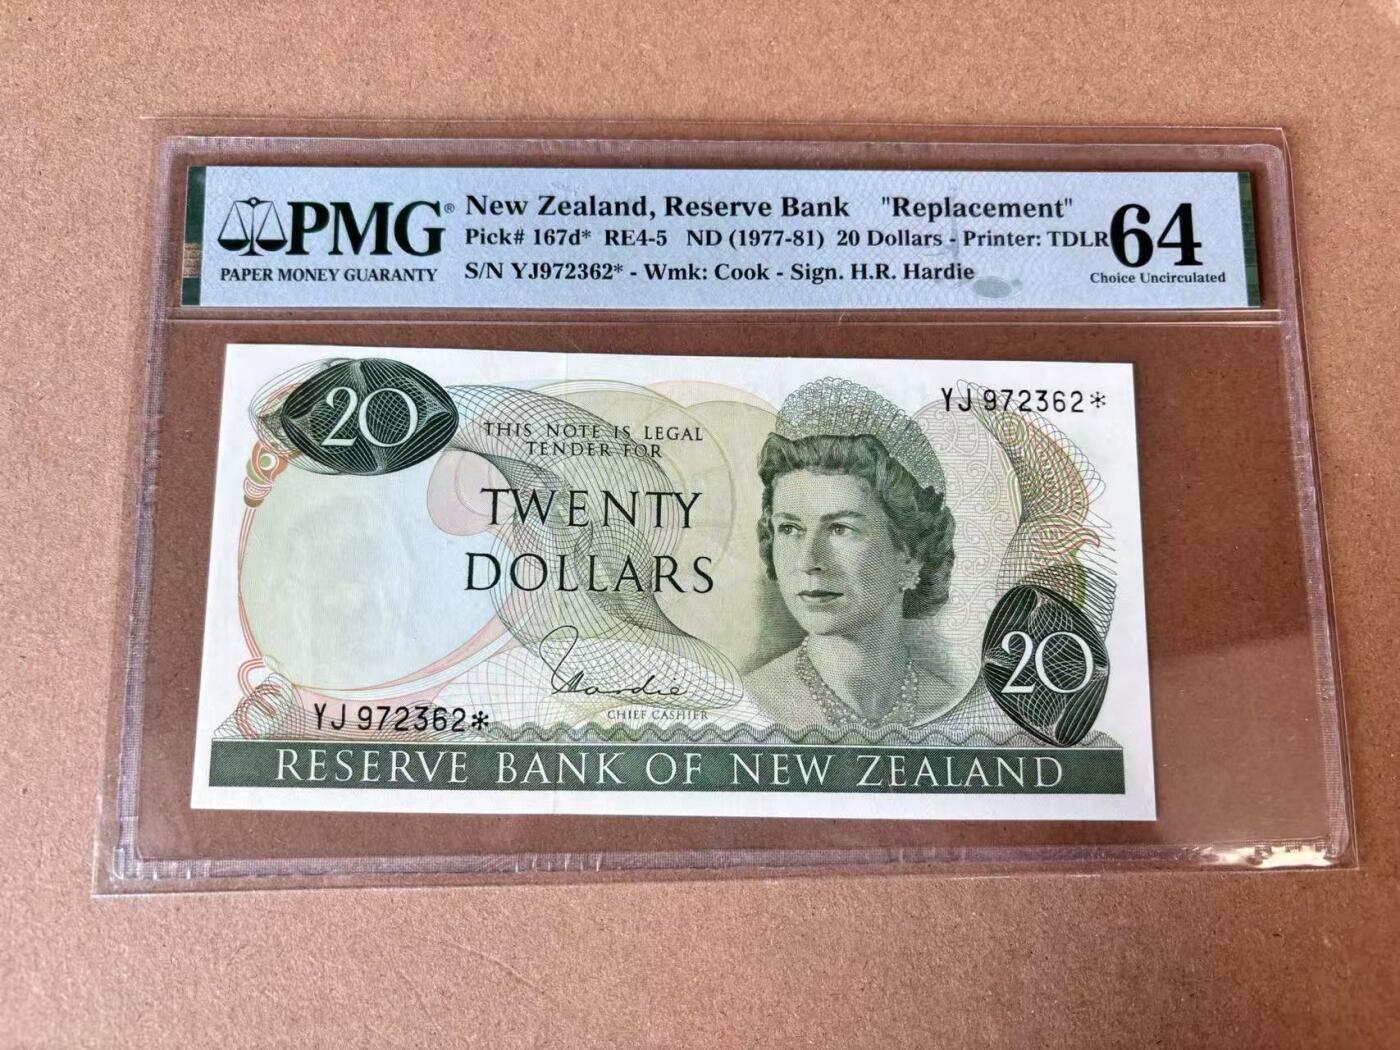 PMG®
PAPER MONEY GUARANTY
New Zealand, Reserve Bank "Replacement"
Pick# 167d* RE4-5 ND (1977-81) 20 Dollars - Printer: TDLR
S/N YJ972362* - Wmk: Cook - Sign. H.R. Hardie
64
Choice Uncirculated
20
YJ 972362*
THIS NOTE IS LEGAL
TENDER FOR
TWENTY
DOLLARS
Hardie
CHIEF CASHIER
YJ 972362*
20
RESERVE BANK OF NEW ZEALAND